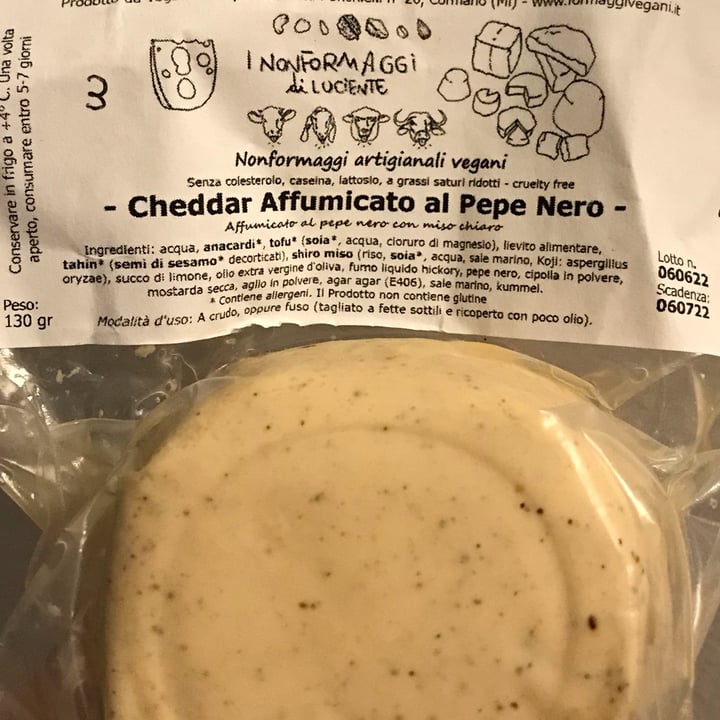 - www.formaggivegani.it
I NONFORMAGGI
di LUCIENTE
Nonformaggi artigianali vegani
Senza colesterolo, caseina, lattosio, a grassi saturi ridotti - cruelty free
- Cheddar Affumicato al Pepe Nero -
Affumicato al pepe nero con miso chiaro
Ingredienti: acqua, anacardi*, tofu* (soia*, acqua, cloruro di magnesio), lievito alimentare,
tahin* (semi di sesamo* decorticati), shiro miso (riso, soia*, acqua, sale marino, Koji: aspergillus
oryzae), succo di limone, olio extra vergine d'oliva, fumo liquido hickory, pepe nero, cipolla in polvere,
mostarda secca, aglio in polvere, agar agar (E406), sale marino, kummel.
* Contiene allergeni. Il Prodotto non contiene glutine
Modalità d'uso: A crudo, oppure fuso (tagliato a fette sottili e ricoperto con poco olio).
Conservare in frigo a +4° C. Una volta
aperto, consumare entro 5-7 giorni
3
Peso:
130 gr
Lotto n.
060622
Scadenza:
060722